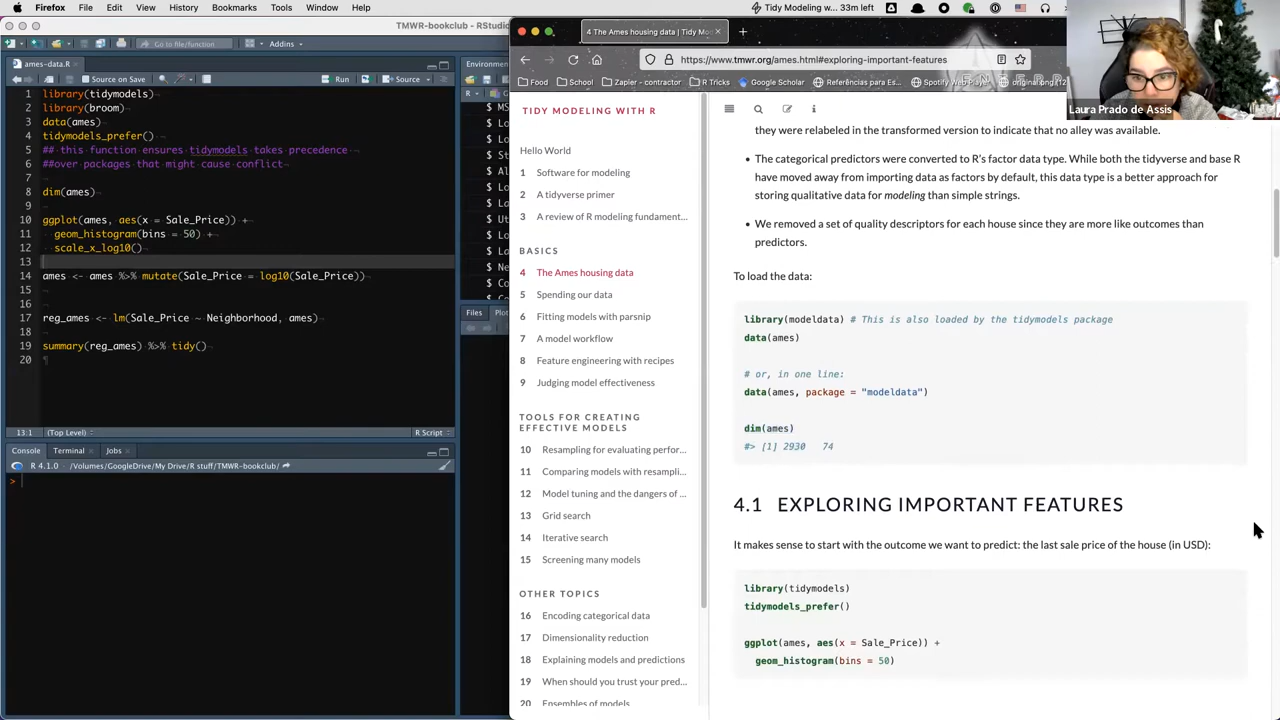 Firefox File Edit View History Bookmarks Tools Window Help
Tidy Modeling w... 33m left
TMWR-bookclub — RStudio
Go to file/function
Addins
ames-data.R
Source on Save
Run
Source
1 library(tidymodels)
2 library(broom)
3 data(ames)
4 tidymodels_prefer()
5 ## this function ensures tidymodels takes precedence
6 ##over packages that might cause conflict
7
8 dim(ames)
9
10 ggplot(ames, aes(x = Sale_Price)) +
11 geom_histogram(bins = 50) +
12 scale_x_log10()
13
14 ames <- ames %>% mutate(Sale_Price = log10(Sale_Price))
15
16
17 reg_ames <- lm(Sale_Price ~ Neighborhood, ames)
18
19 summary(reg_ames) %>% tidy()
20
13:1 (Top Level) R Script
Console Terminal Jobs
R 4.1.0 /Volumes/GoogleDrive/My Drive/R stuff/TMWR-bookclub/
>
Files
4 The Ames housing data | Tidy Mo
https://www.tmwr.org/ames.html#exploring-important-features
Food School Zapier - contractor R Tricks Google Scholar Referências para Es... Spotify Web Player original.png (12
Laura Prado de Assis
TIDY MODELING WITH R
Hello World
1 Software for modeling
2 A tidyverse primer
3 A review of R modeling fundament...
BASICS
4 The Ames housing data
5 Spending our data
6 Fitting models with parsnip
7 A model workflow
8 Feature engineering with recipes
9 Judging model effectiveness
TOOLS FOR CREATING
EFFECTIVE MODELS
10 Resampling for evaluating perfor...
11 Comparing models with resampli...
12 Model tuning and the dangers of ...
13 Grid search
14 Iterative search
15 Screening many models
OTHER TOPICS
16 Encoding categorical data
17 Dimensionality reduction
18 Explaining models and predictions
19 When should you trust your pred...
20 Ensembles of models
they were relabeled in the transformed version to indicate that no alley was available.
• The categorical predictors were converted to R's factor data type. While both the tidyverse and base R
have moved away from importing data as factors by default, this data type is a better approach for
storing qualitative data for modeling than simple strings.
• We removed a set of quality descriptors for each house since they are more like outcomes than
predictors.
To load the data:
library(modeldata) # This is also loaded by the tidymodels package
data(ames)
# or, in one line:
data(ames, package = "modeldata")
dim(ames)
#> [1] 2930 74
4.1 EXPLORING IMPORTANT FEATURES
It makes sense to start with the outcome we want to predict: the last sale price of the house (in USD):
library(tidymodels)
tidymodels_prefer()
ggplot(ames, aes(x = Sale_Price)) +
geom_histogram(bins = 50)